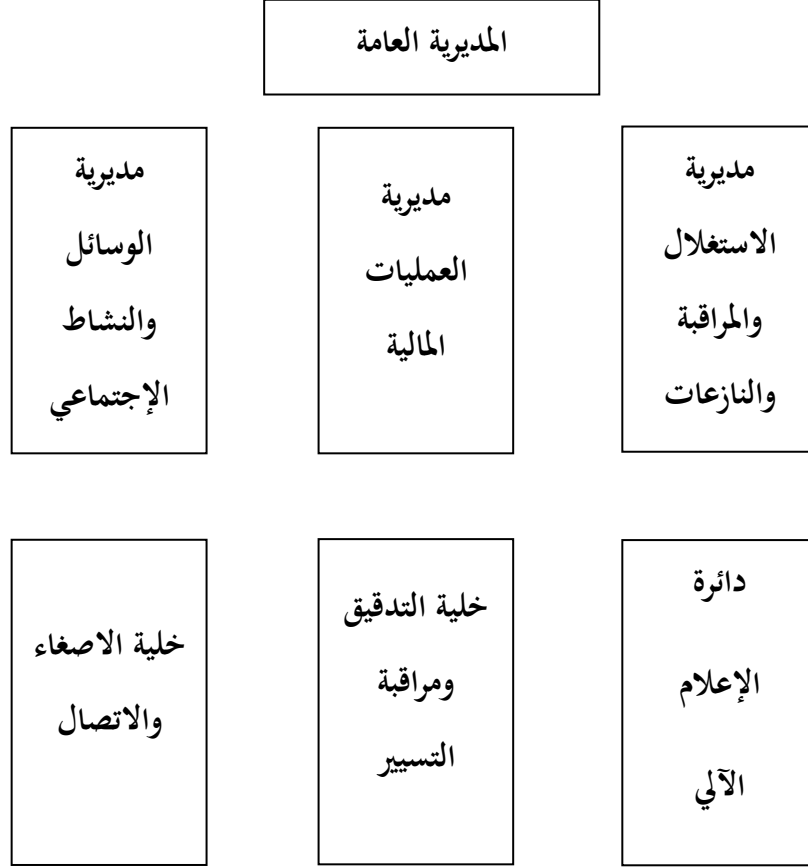 المديرية العامة
مديرية
الاستغلال
والمراقبة
والنازعات
مديرية
العمليات
المالية
مديرية
الوسائل
والنشاط
الإجتماعي
دائرة
الإعلام
الآلي
خلية التدقيق
ومراقبة
التسيير
خلية الاصغاء
والاتصال